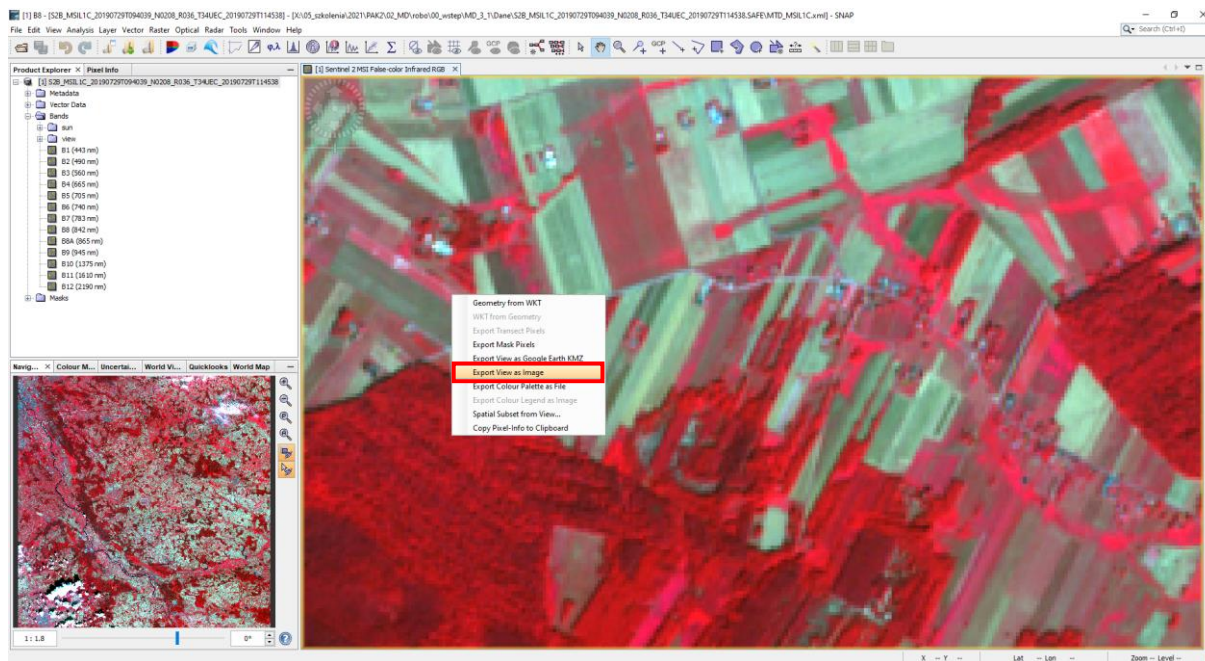 [1] B8 - [S2B_MSIL1C_20190729T094039_N0208_R036_T34UEC_20190729T114538] - [X:\05_szkolenia\2021\PAK2\02_MD\robo\00_wstep\MD_3_1\Dane\S2B_MSIL1C_20190729T094039_N0208_R036_T34UEC_20190729T114538.SAFE\MTD_MSIL1C.xml] - SNAP
File Edit View Analysis Layer Vector Raster Optical Radar Tools Window Help
Search (Ctrl+I)
Product Explorer × Pixel Info
[1] Sentinel 2 MSI False-color Infrared RGB ×
[1] S2B_MSIL1C_20190729T094039_N0208_R036_T34UEC_20190729T114538
Metadata
Vector Data
Bands
sun
view
B1 (443 nm)
B2 (490 nm)
B3 (560 nm)
B4 (665 nm)
B5 (705 nm)
B6 (740 nm)
B7 (783 nm)
B8 (842 nm)
B8A (865 nm)
B9 (945 nm)
B10 (1375 nm)
B11 (1610 nm)
B12 (2190 nm)
Masks
Geometry from WKT
WKT from Geometry
Export Transect Pixels
Export Mask Pixels
Export View as Google Earth KMZ
Export View as Image
Export Colour Palette as File
Export Colour Legend as Image
Spatial Subset from View...
Copy Pixel-Info to Clipboard
Navig... × Colour M... Uncertai... World Vi... Quicklooks World Map
1: 1.8
0°
X -- Y -- Lat -- Lon -- Zoom -- Level --